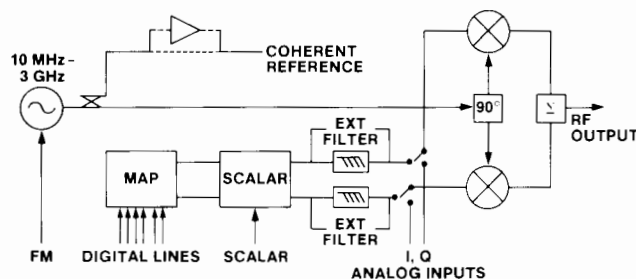 10 MHz –
3 GHz
COHERENT
REFERENCE
90°
Σ
RF
OUTPUT
EXT
FILTER
MAP
SCALAR
EXT
FILTER
FM
DIGITAL LINES
SCALAR
I, Q
ANALOG INPUTS